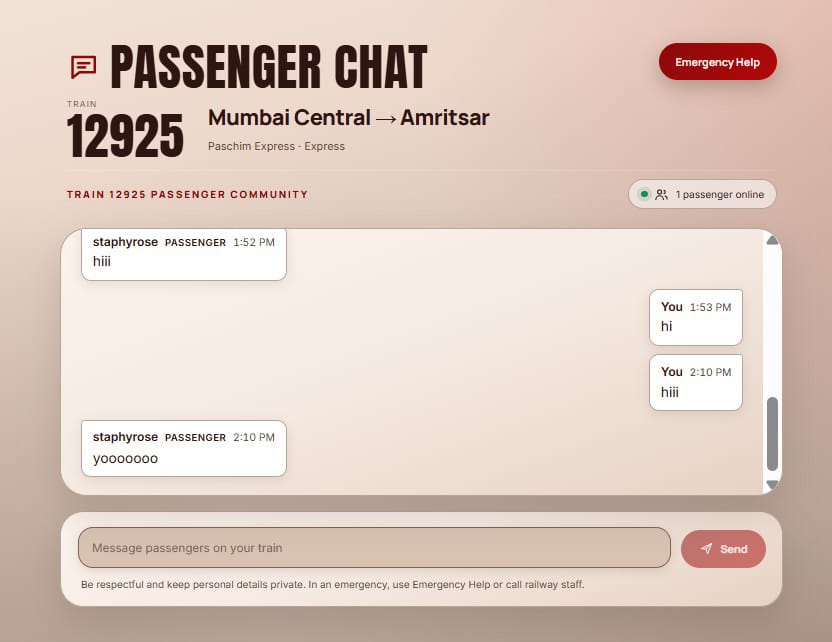 PASSENGER CHAT
Emergency Help
TRAIN
12925
Mumbai Central → Amritsar
Paschim Express · Express
TRAIN 12925 PASSENGER COMMUNITY
1 passenger online
staphyrose PASSENGER 1:52 PM
hiii
You 1:53 PM
hi
You 2:10 PM
hiii
staphyrose PASSENGER 2:10 PM
yooooooo
Message passengers on your train
Send
Be respectful and keep personal details private. In an emergency, use Emergency Help or call railway staff.